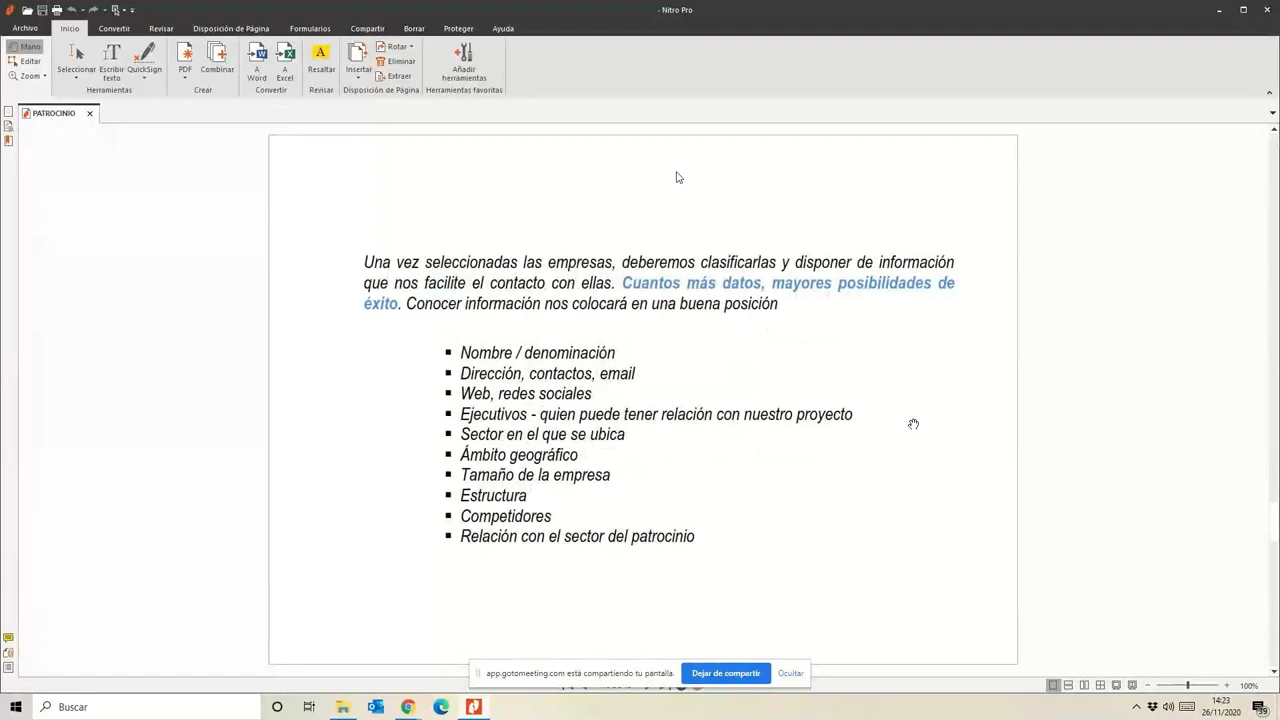 - Nitro Pro
Archivo Inicio Convertir Revisar Disposición de Página Formularios Compartir Borrar Proteger Ayuda
Mano
Editar
Zoom
Seleccionar
Escribir
texto
QuickSign
Herramientas
PDF
Combinar
Crear
A
Word
A
Excel
Convertir
Resaltar
Revisar
Insertar
Rotar
Eliminar
Extraer
Disposición de Página
Añadir
herramientas
Herramientas favoritas
PATROCINIO
Una vez seleccionadas las empresas, deberemos clasificarlas y disponer de información
que nos facilite el contacto con ellas. Cuantos más datos, mayores posibilidades de
éxito. Conocer información nos colocará en una buena posición
▪ Nombre / denominación
▪ Dirección, contactos, email
▪ Web, redes sociales
▪ Ejecutivos - quien puede tener relación con nuestro proyecto
▪ Sector en el que se ubica
▪ Ámbito geográfico
▪ Tamaño de la empresa
▪ Estructura
▪ Competidores
▪ Relación con el sector del patrocinio
app.gotomeeting.com está compartiendo tu pantalla.
Dejar de compartir
Ocultar
100%
Buscar
14:23
26/11/2020
39